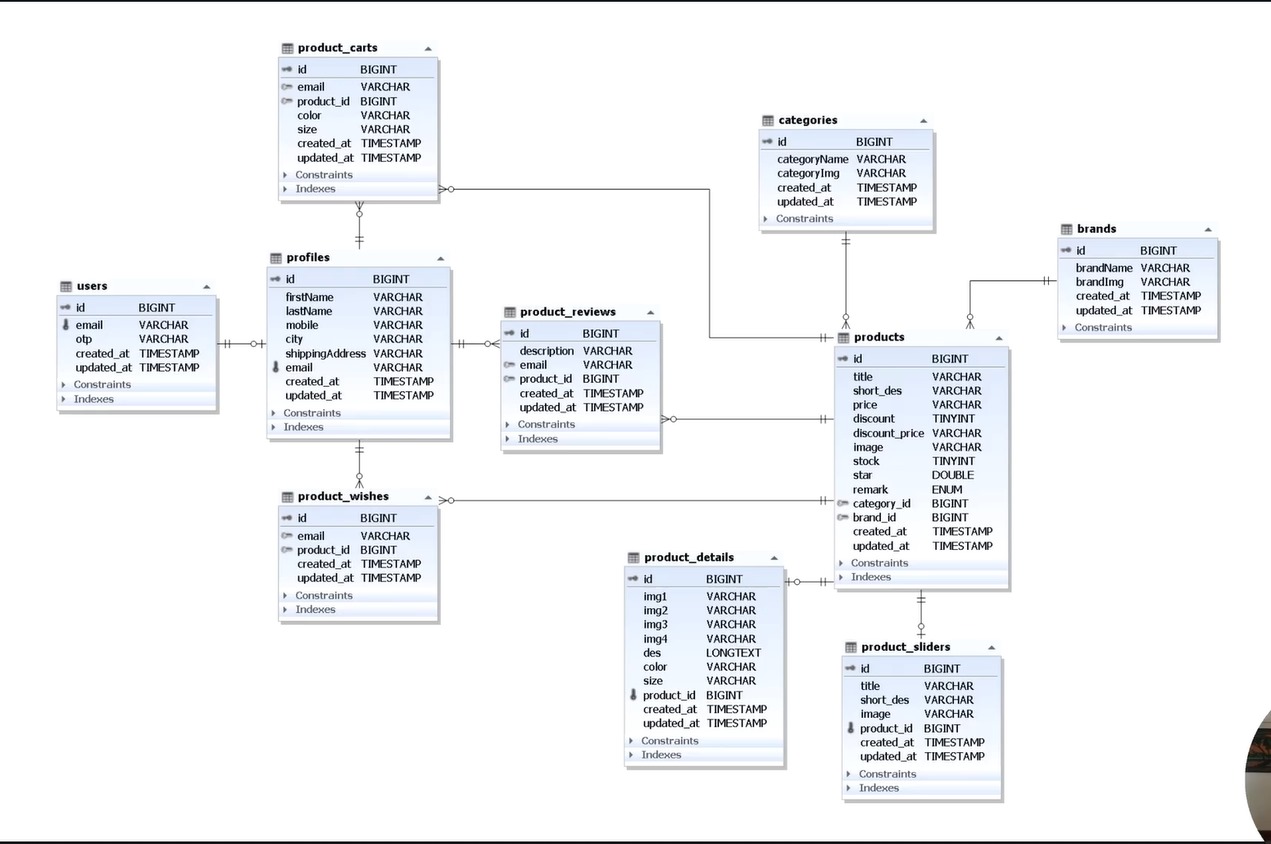 product_carts
id BIGINT
email VARCHAR
product_id BIGINT
color VARCHAR
size VARCHAR
created_at TIMESTAMP
updated_at TIMESTAMP
Constraints
Indexes
categories
id BIGINT
categoryName VARCHAR
categoryImg VARCHAR
created_at TIMESTAMP
updated_at TIMESTAMP
Constraints
brands
id BIGINT
brandName VARCHAR
brandImg VARCHAR
created_at TIMESTAMP
updated_at TIMESTAMP
Constraints
users
id BIGINT
email VARCHAR
otp VARCHAR
created_at TIMESTAMP
updated_at TIMESTAMP
Constraints
Indexes
profiles
id BIGINT
firstName VARCHAR
lastName VARCHAR
mobile VARCHAR
city VARCHAR
shippingAddress VARCHAR
email VARCHAR
created_at TIMESTAMP
updated_at TIMESTAMP
Constraints
Indexes
product_reviews
id BIGINT
description VARCHAR
email VARCHAR
product_id BIGINT
created_at TIMESTAMP
updated_at TIMESTAMP
Constraints
Indexes
products
id BIGINT
title VARCHAR
short_des VARCHAR
price VARCHAR
discount TINYINT
discount_price VARCHAR
image VARCHAR
stock TINYINT
star DOUBLE
remark ENUM
category_id BIGINT
brand_id BIGINT
created_at TIMESTAMP
updated_at TIMESTAMP
Constraints
Indexes
product_wishes
id BIGINT
email VARCHAR
product_id BIGINT
created_at TIMESTAMP
updated_at TIMESTAMP
Constraints
Indexes
product_details
id BIGINT
img1 VARCHAR
img2 VARCHAR
img3 VARCHAR
img4 VARCHAR
des LONGTEXT
color VARCHAR
size VARCHAR
product_id BIGINT
created_at TIMESTAMP
updated_at TIMESTAMP
Constraints
Indexes
product_sliders
id BIGINT
title VARCHAR
short_des VARCHAR
image VARCHAR
product_id BIGINT
created_at TIMESTAMP
updated_at TIMESTAMP
Constraints
Indexes